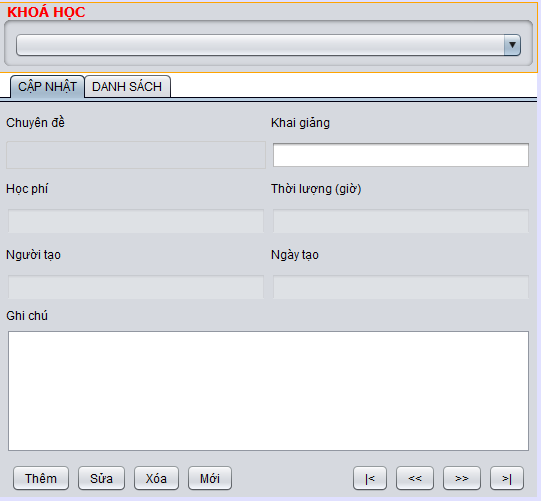 KHOÁ HỌC
CẬP NHẬT DANH SÁCH
Chuyên đề Khai giảng
Học phí Thời lượng (giờ)
Người tạo Ngày tạo
Ghi chú
Thêm Sửa Xóa Mới |< << >> >|